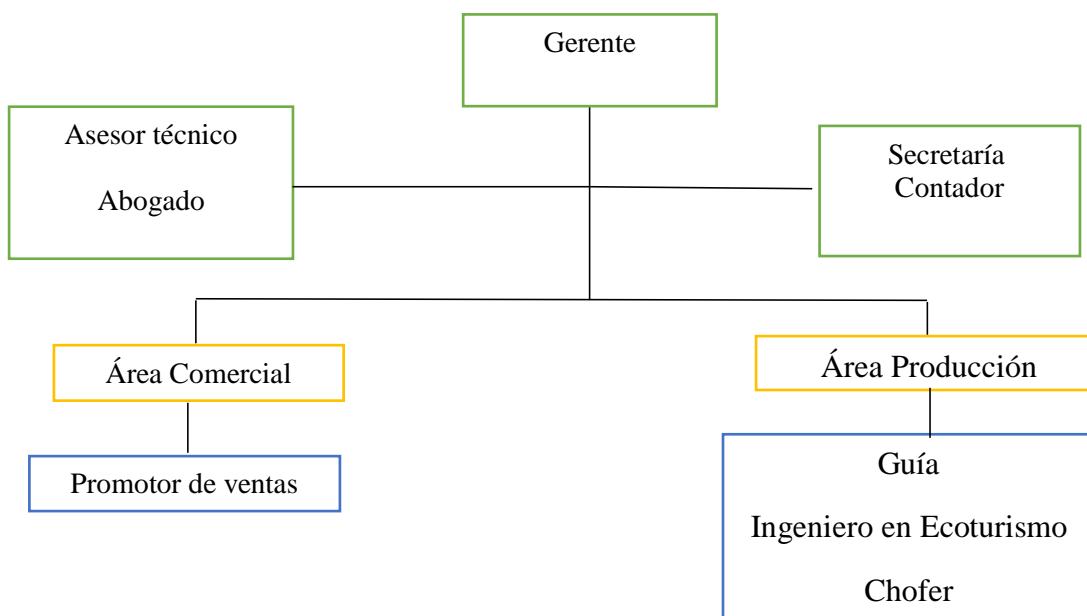 Gerente
Asesor técnico
Abogado
Secretaría
Contador
Área Comercial
Área Producción
Promotor de ventas
Guía
Ingeniero en Ecoturismo
Chofer